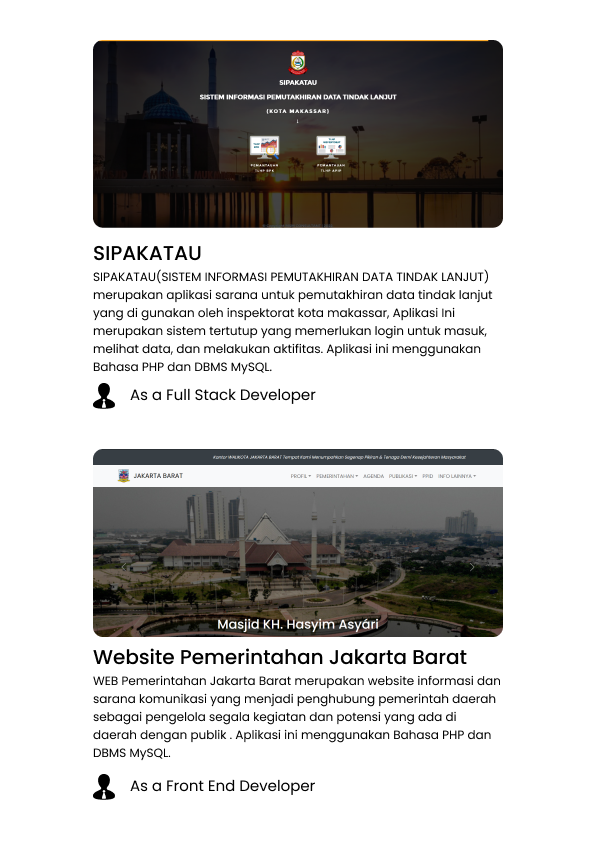 SIPAKATAU
SISTEM INFORMASI PEMUTAKHIRAN DATA TINDAK LANJUT
(KOTA MAKASSAR)
PEMANTAUAN
TLHP BPK
PEMANTAUAN
TLHP APIP
SIPAKATAU
SIPAKATAU(SISTEM INFORMASI PEMUTAKHIRAN DATA TINDAK LANJUT)
merupakan aplikasi sarana untuk pemutakhiran data tindak lanjut
yang di gunakan oleh inspektorat kota makassar, Aplikasi Ini
merupakan sistem tertutup yang memerlukan login untuk masuk,
melihat data, dan melakukan aktifitas. Aplikasi ini menggunakan
Bahasa PHP dan DBMS MySQL.
As a Full Stack Developer
Kantor WALIKOTA JAKARTA BARAT Tempat Kami Menumpahkan Segenap Pikiran & Tenaga Demi Kesejahteran Masyarakat
JAKARTA BARAT
PROFIL PEMERINTAHAN AGENDA PUBLIKASI PPID INFO LAINNYA
Masjid KH. Hasyim Asyári
Website Pemerintahan Jakarta Barat
WEB Pemerintahan Jakarta Barat merupakan website informasi dan
sarana komunikasi yang menjadi penghubung pemerintah daerah
sebagai pengelola segala kegiatan dan potensi yang ada di
daerah dengan publik . Aplikasi ini menggunakan Bahasa PHP dan
DBMS MySQL.
As a Front End Developer